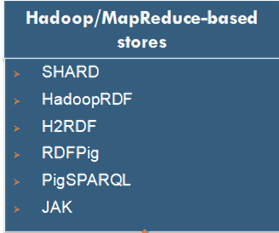 Hadoop/MapReduce-based
stores
SHARD
HadoopRDF
H2RDF
RDFPig
PigSPARQL
JAK